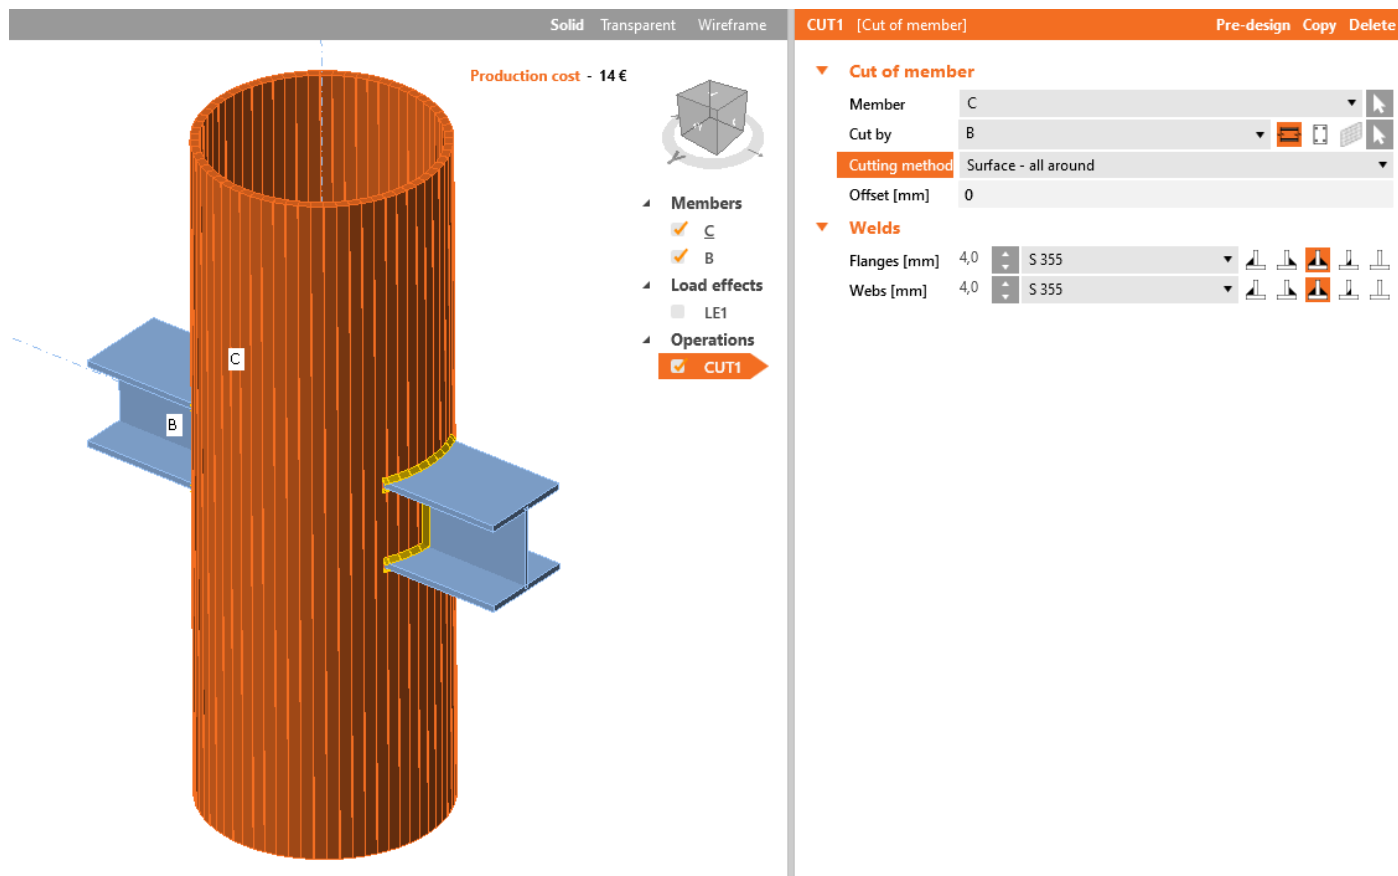 Solid Transparent Wireframe
Production cost - 14 €
Members
C
B
Load effects
LE1
Operations
CUT1
C
B
CUT1 [Cut of member] Pre-design Copy Delete
Cut of member
Member C
Cut by B
Cutting method Surface - all around
Offset [mm] 0
Welds
Flanges [mm] 4,0 S 355
Webs [mm] 4,0 S 355